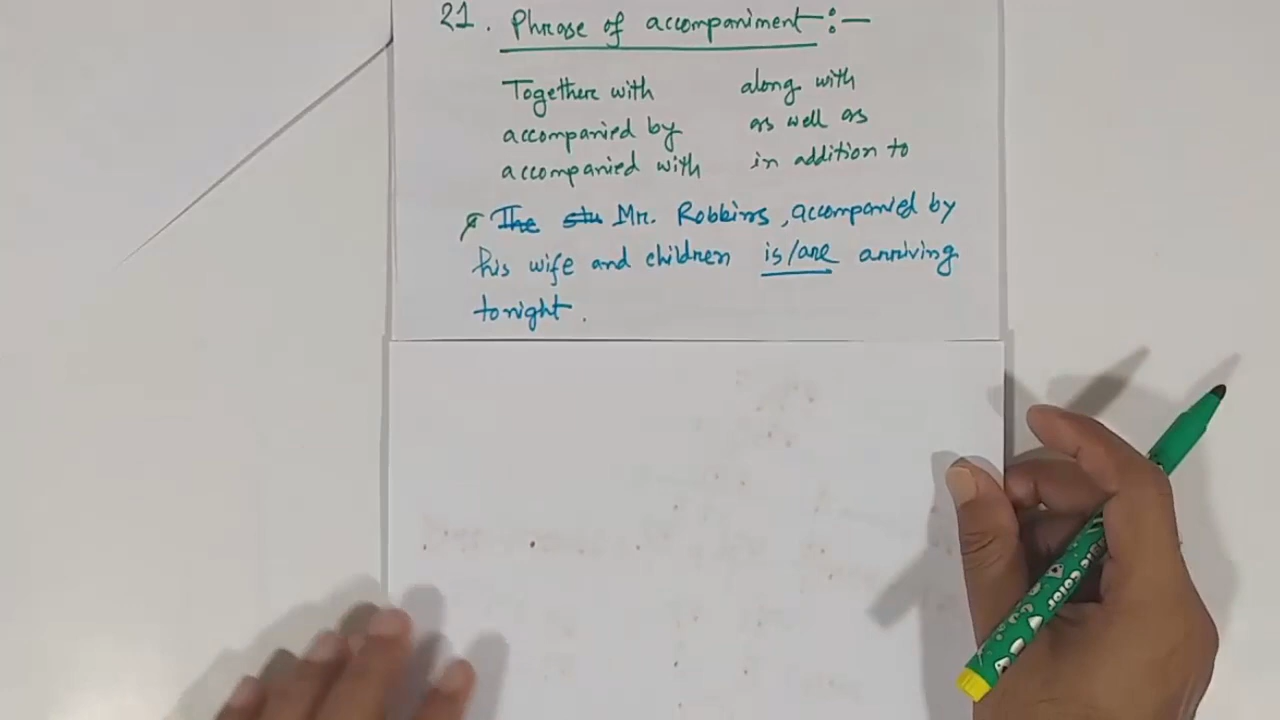 21. Phrase of accompaniment :-
Together with along with
accompanied by as well as
accompanied with in addition to
The stu Mr. Robbins, accompanied by
his wife and children is/are arriving
tonight.